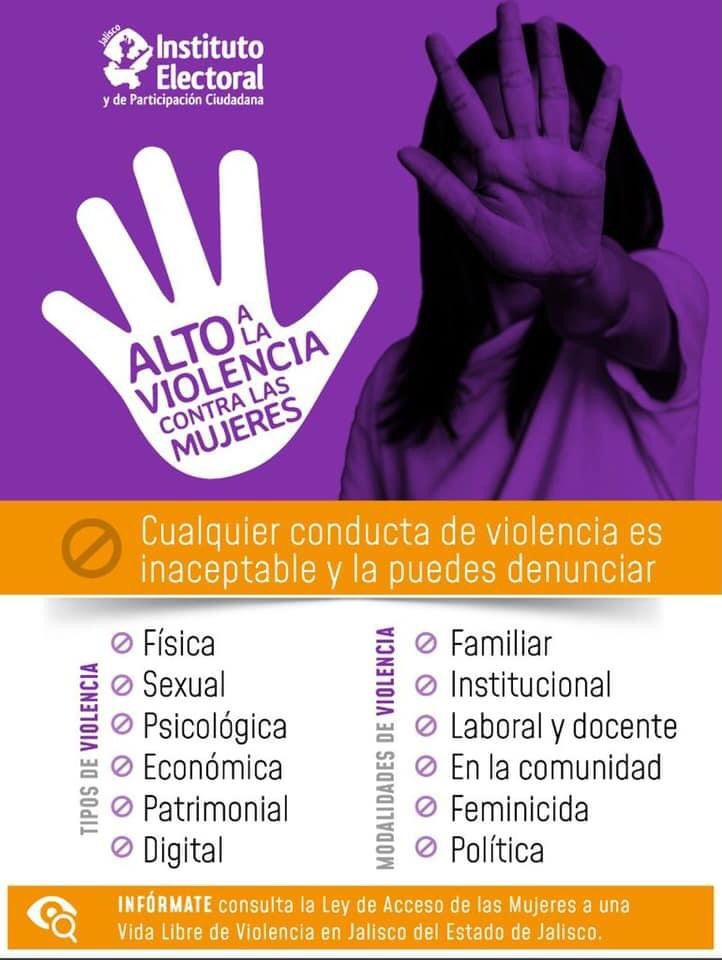 Jalisco
Instituto
Electoral
y de Participación Ciudadana
ALTO A
LA
VIOLENCIA
CONTRA LAS
MUJERES
Cualquier conducta de violencia es
inaceptable y la puedes denunciar
TIPOS DE VIOLENCIA
Física
Sexual
Psicológica
Económica
Patrimonial
Digital
MODALIDADES DE VIOLENCIA
Familiar
Institucional
Laboral y docente
En la comunidad
Feminicida
Política
INFÓRMATE consulta la Ley de Acceso de las Mujeres a una
Vida Libre de Violencia en Jalisco del Estado de Jalisco.